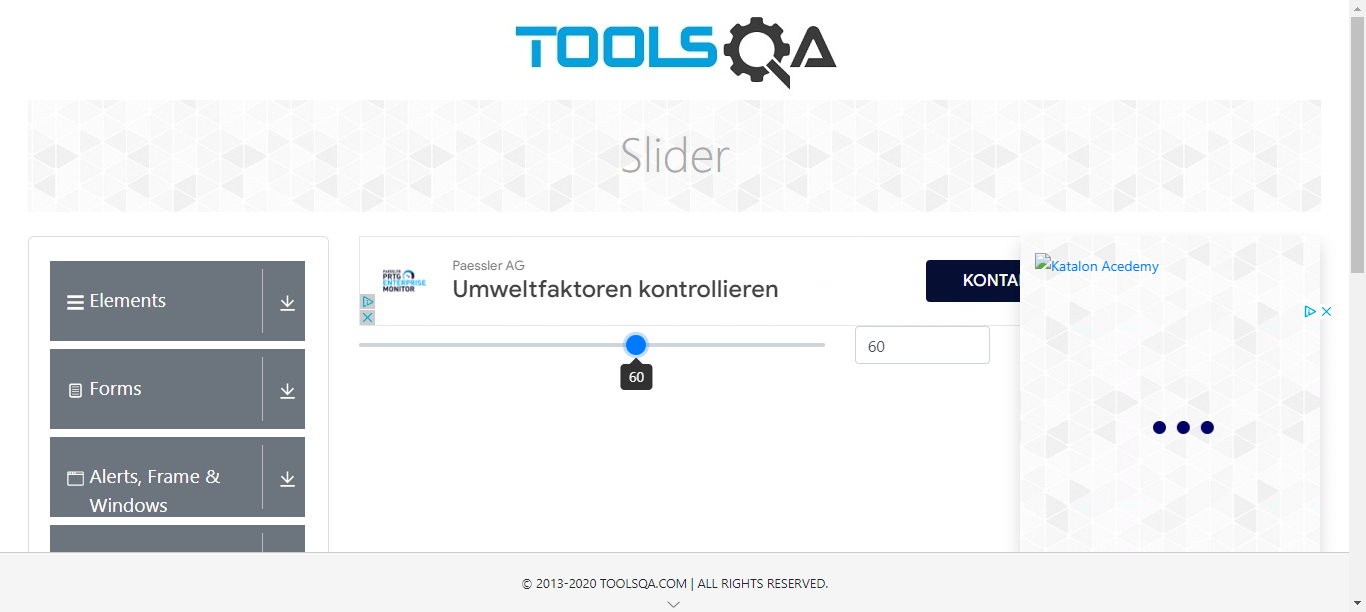 TOOLSQA
Slider
Elements
Forms
Alerts, Frame &
Windows
Paessler AG
Umweltfaktoren kontrollieren
PAESSLER
PRTG
ENTERPRISE
MONITOR
KONTA
60
60
Katalon Acedemy
© 2013-2020 TOOLSQA.COM | ALL RIGHTS RESERVED.